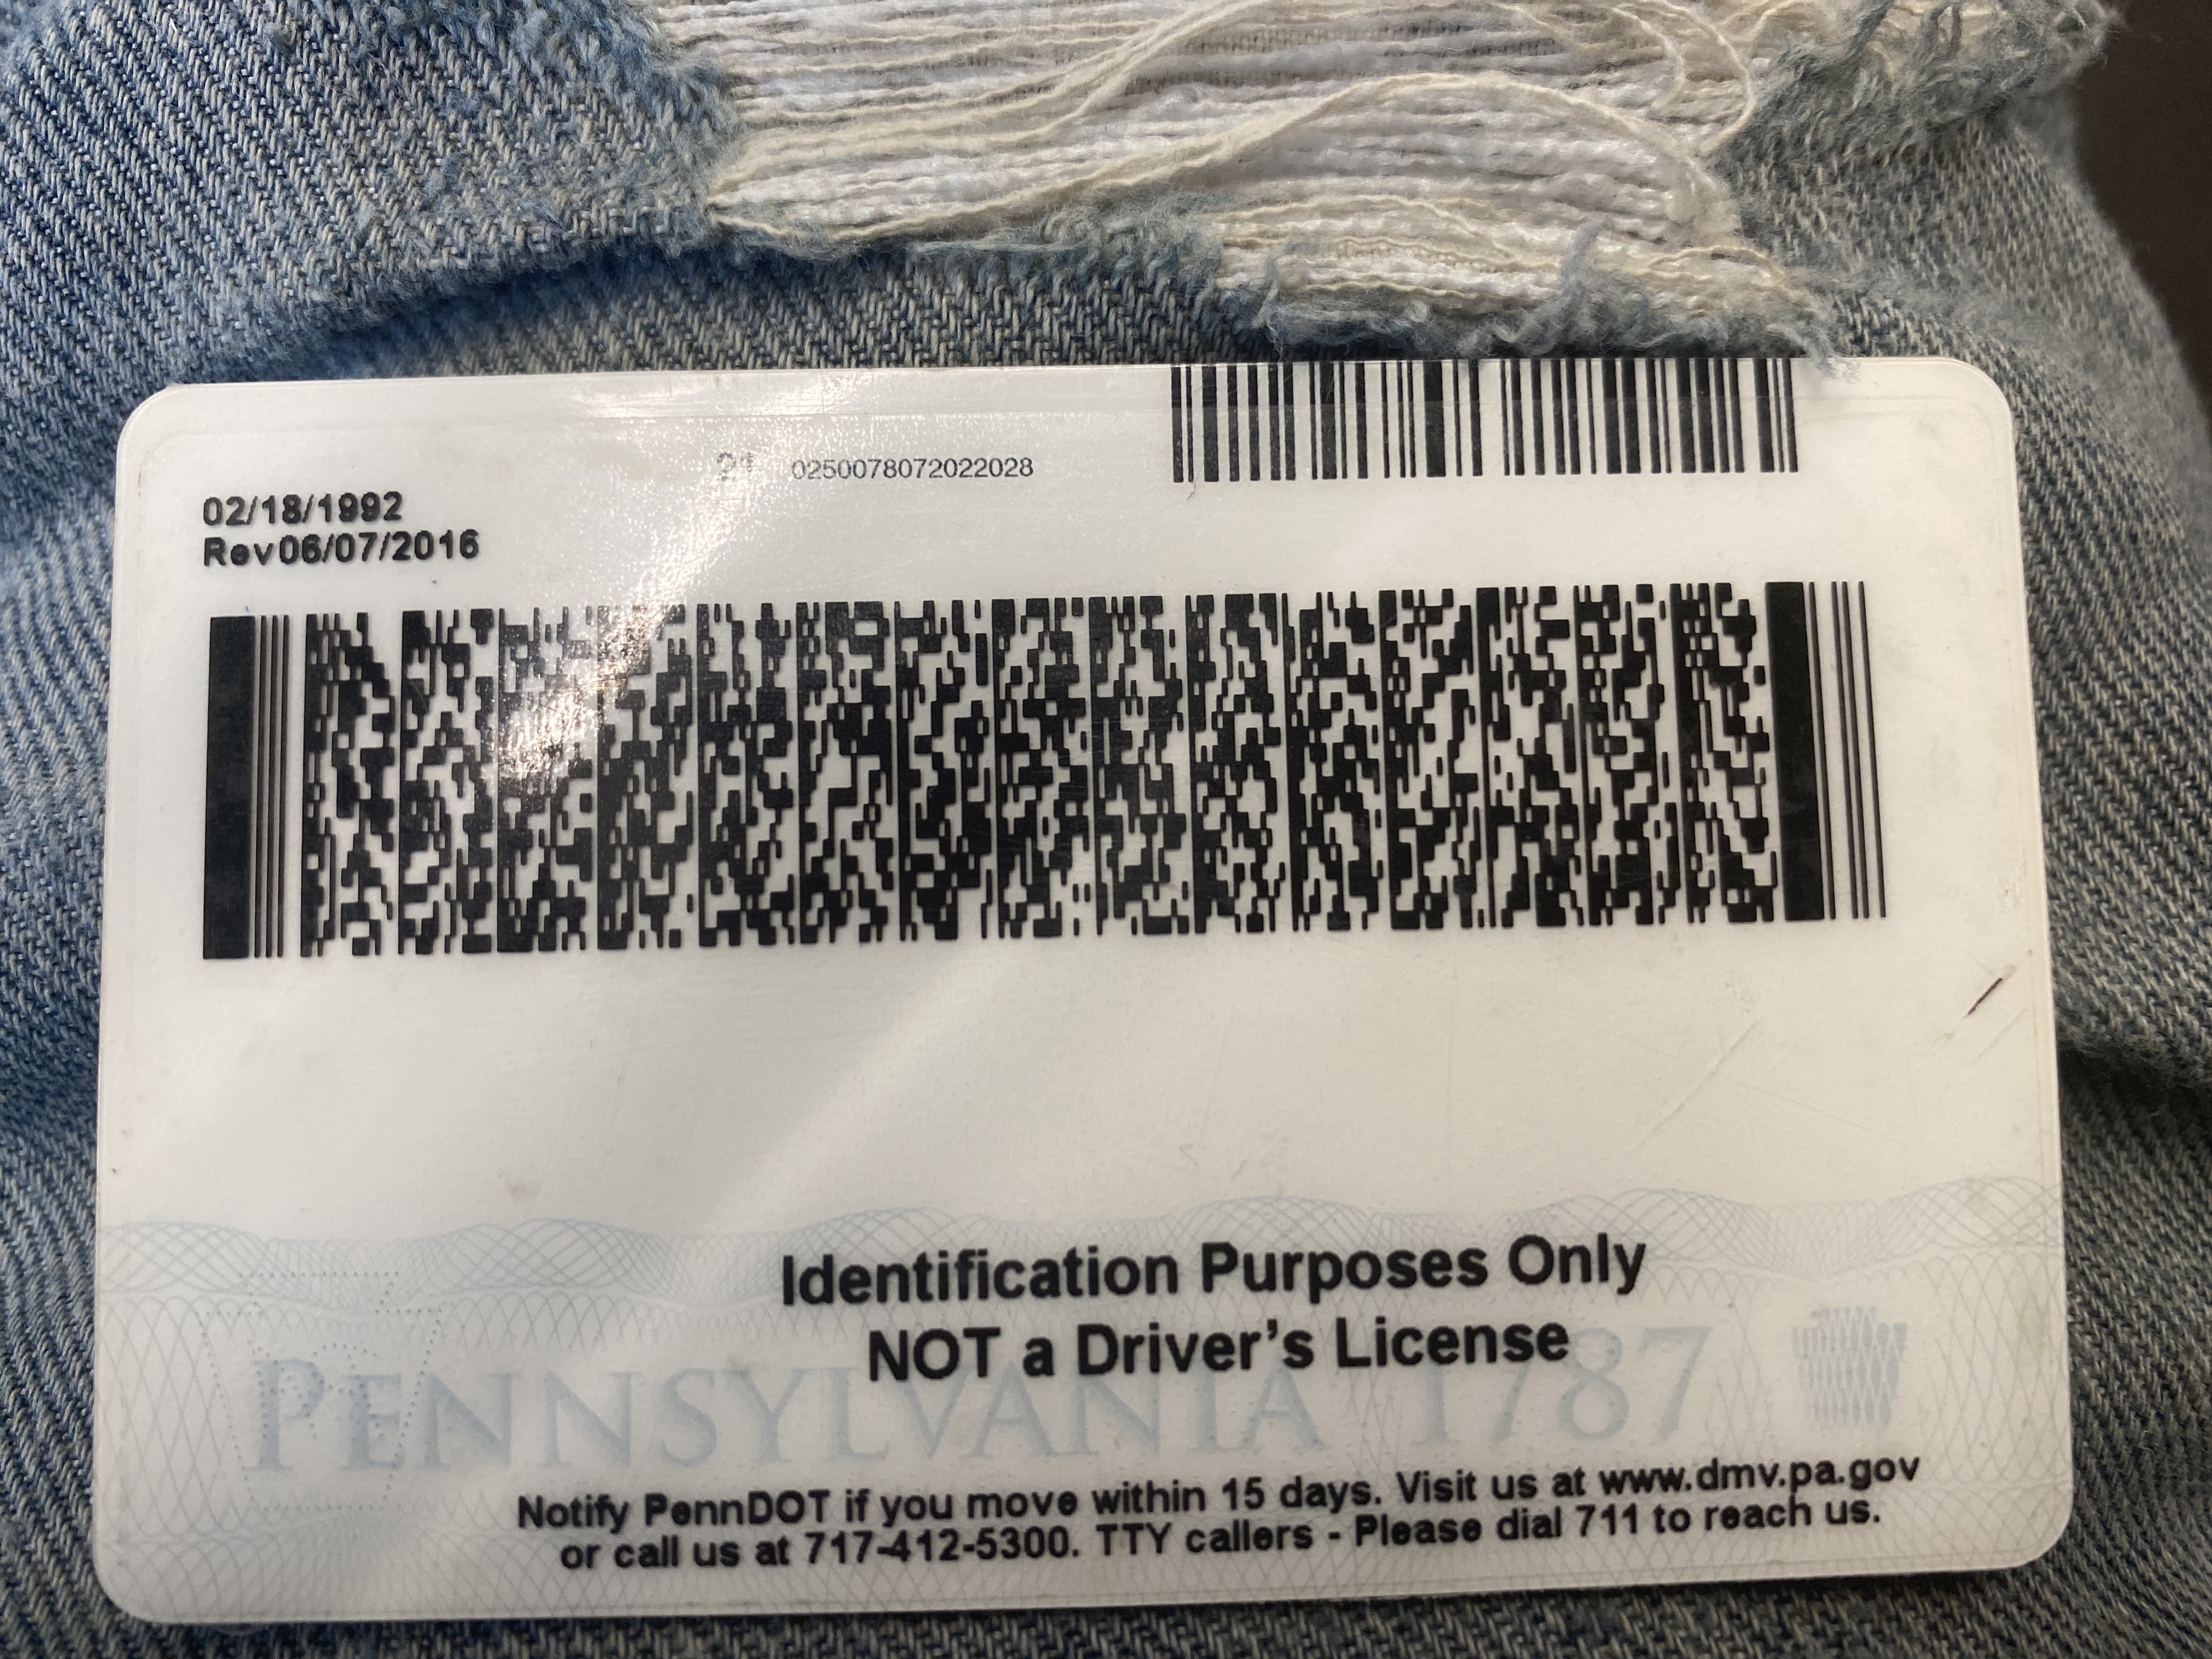 0250078072022028
02/18/1992
Rev06/07/2016
Identification Purposes Only
NOT a Driver's License
PENNSYLVANIA 1787
Notify PennDOT if you move within 15 days. Visit us at www.dmv.pa.gov
or call us at 717-412-5300. TTY callers - Please dial 711 to reach us.